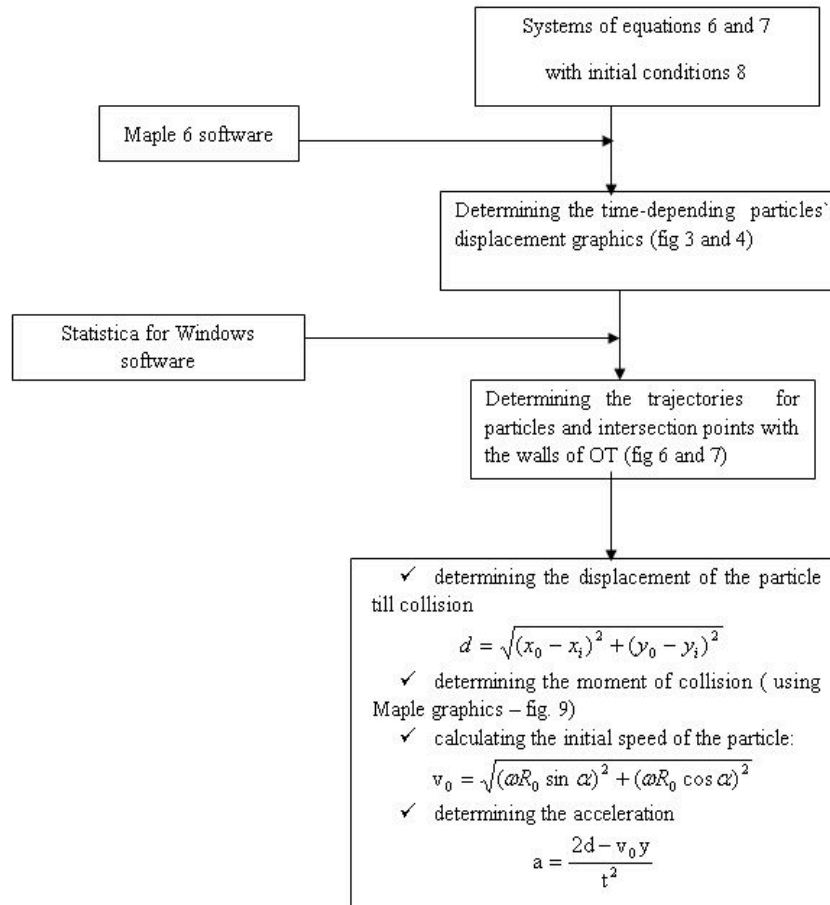 Systems of equations 6 and 7
with initial conditions 8
Maple 6 software
Determining the time-depending particles`
displacement graphics (fig 3 and 4)
Statistica for Windows
software
Determining the trajectories for
particles and intersection points with
the walls of OT (fig 6 and 7)
✓ determining the displacement of the particle
till collision
d = √((x₀ − xᵢ)² + (y₀ − yᵢ)²)
✓ determining the moment of collision ( using
Maple graphics – fig. 9)
✓ calculating the initial speed of the particle:
v₀ = √((ωR₀ sin α)² + (ωR₀ cos α)²)
✓ determining the acceleration
a = (2d − v₀y)/t²